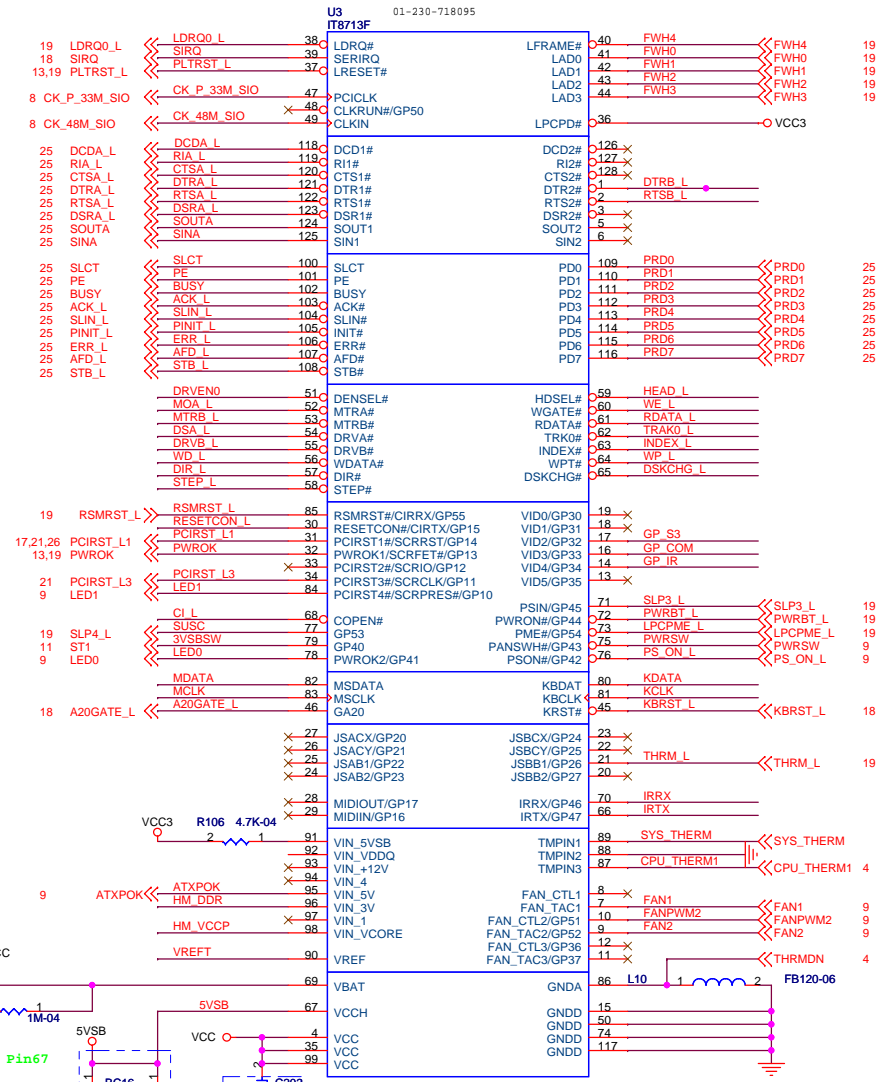 U3 01-230-718095
IT8713F
19 LDRQ0_L LDRQ0_L 38 LDRQ# LFRAME# 40 FWH4 FWH4 19
18 SIRQ SIRQ 39 SERIRQ LAD0 41 FWH0 FWH0 19
13,19 PLTRST_L PLTRST_L 37 LRESET# LAD1 42 FWH1 FWH1 19
LAD2 43 FWH2 FWH2 19
8 CK_P_33M_SIO CK_P_33M_SIO 47 PCICLK LAD3 44 FWH3 FWH3 19
48 CLKRUN#/GP50
8 CK_48M_SIO CK_48M_SIO 49 CLKIN LPCPD# 36 VCC3
25 DCDA_L DCDA_L 118 DCD1# DCD2# 126
25 RIA_L RIA_L 119 RI1# RI2# 127
25 CTSA_L CTSA_L 120 CTS1# CTS2# 128
25 DTRA_L DTRA_L 121 DTR1# DTR2# 1 DTRB_L
25 RTSA_L RTSA_L 122 RTS1# RTS2# 2 RTSB_L
25 DSRA_L DSRA_L 123 DSR1# DSR2# 3
25 SOUTA SOUTA 124 SOUT1 SOUT2 5
25 SINA SINA 125 SIN1 SIN2 6
25 SLCT SLCT 100 SLCT PD0 109 PRD0 PRD0 25
25 PE PE 101 PE PD1 110 PRD1 PRD1 25
25 BUSY BUSY 102 BUSY PD2 111 PRD2 PRD2 25
25 ACK_L ACK_L 103 ACK# PD3 112 PRD3 PRD3 25
25 SLIN_L SLIN_L 104 SLIN# PD4 113 PRD4 PRD4 25
25 PINIT_L PINIT_L 105 INIT# PD5 114 PRD5 PRD5 25
25 ERR_L ERR_L 106 ERR# PD6 115 PRD6 PRD6 25
25 AFD_L AFD_L 107 AFD# PD7 116 PRD7 PRD7 25
25 STB_L STB_L 108 STB#
DRVEN0 51 DENSEL# HDSEL# 59 HEAD_L
MOA_L 52 MTRA# WGATE# 60 WE_L
MTRB_L 53 MTRB# RDATA# 61 RDATA_L
DSA_L 54 DRVA# TRK0# 62 TRAK0_L
DRVB_L 55 DRVB# INDEX# 63 INDEX_L
WD_L 56 WDATA# WPT# 64 WP_L
DIR_L 57 DIR# DSKCHG# 65 DSKCHG_L
STEP_L 58 STEP#
19 RSMRST_L RSMRST_L 85 RSMRST#/CIRRX/GP55 VID0/GP30 19
RESETCON_L 30 RESETCON#/CIRTX/GP15 VID1/GP31 18
17,21,26 PCIRST_L1 PCIRST_L1 31 PCIRST1#/SCRRST/GP14 VID2/GP32 17 GP_S3
13,19 PWROK PWROK 32 PWROK1/SCRFET#/GP13 VID3/GP33 16 GP_COM
33 PCIRST2#/SCRIO/GP12 VID4/GP34 14 GP_IR
21 PCIRST_L3 PCIRST_L3 34 PCIRST3#/SCRCLK/GP11 VID5/GP35 13
9 LED1 LED1 84 PCIRST4#/SCRPRES#/GP10
PSIN/GP45 71 SLP3_L SLP3_L 19
CI_L 68 COPEN# PWRON#/GP44 72 PWRBT_L PWRBT_L 19
19 SLP4_L SUSC 77 GP53 PME#/GP54 73 LPCPME_L LPCPME_L 19
11 ST1 3VSBSW 79 GP40 PANSWH#/GP43 75 PWRSW PWRSW 9
9 LED0 LED0 78 PWROK2/GP41 PSON#/GP42 76 PS_ON_L PS_ON_L 9
MDATA 82 MSDATA KBDAT 80 KDATA
MCLK 83 MSCLK KBCLK 81 KCLK
18 A20GATE_L A20GATE_L 46 GA20 KRST# 45 KBRST_L KBRST_L 18
27 JSACX/GP20 JSBCX/GP24 23
26 JSACY/GP21 JSBCY/GP25 22
25 JSAB1/GP22 JSBB1/GP26 21 THRM_L THRM_L 19
24 JSAB2/GP23 JSBB2/GP27 20
28 MIDIOUT/GP17 IRRX/GP46 70 IRRX
29 MIDIIN/GP16 IRTX/GP47 66 IRTX
VCC3 R106 4.7K-04
2 1 91 VIN_5VSB TMPIN1 89 SYS_THERM SYS_THERM
92 VIN_VDDQ TMPIN2 88
93 VIN_+12V TMPIN3 87 CPU_THERM1 CPU_THERM1 4
94 VIN_4
9 ATXPOK ATXPOK 95 VIN_5V FAN_CTL1 8
HM_DDR 96 VIN_3V FAN_TAC1 7 FAN1 FAN1 9
97 VIN_1 FAN_CTL2/GP51 10 FANPWM2 FANPWM2 9
HM_VCCP 98 VIN_VCORE FAN_TAC2/GP52 9 FAN2 FAN2 9
FAN_CTL3/GP36 12
VREFT 90 VREF FAN_TAC3/GP37 11 THRMDN 4
69 VBAT GNDA 86 L10 1 2 FB120-06
1 1M-04
5VSB 67 VCCH GNDD 15
GNDD 50
5VSB VCC 4 VCC GNDD 74
35 VCC GNDD 117
Pin67 99 VCC